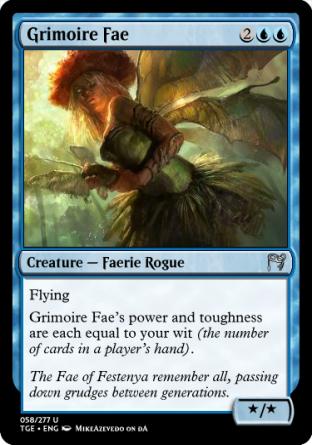 Grimoire Fae 2
Creature — Faerie Rogue
Flying
Grimoire Fae's power and toughness
are each equal to your wit (the number
of cards in a player's hand).
The Fae of Festenya remember all, passing
down grudges between generations.
058/277 U
TGE • ENG MikeAzevedo on dA
★/★